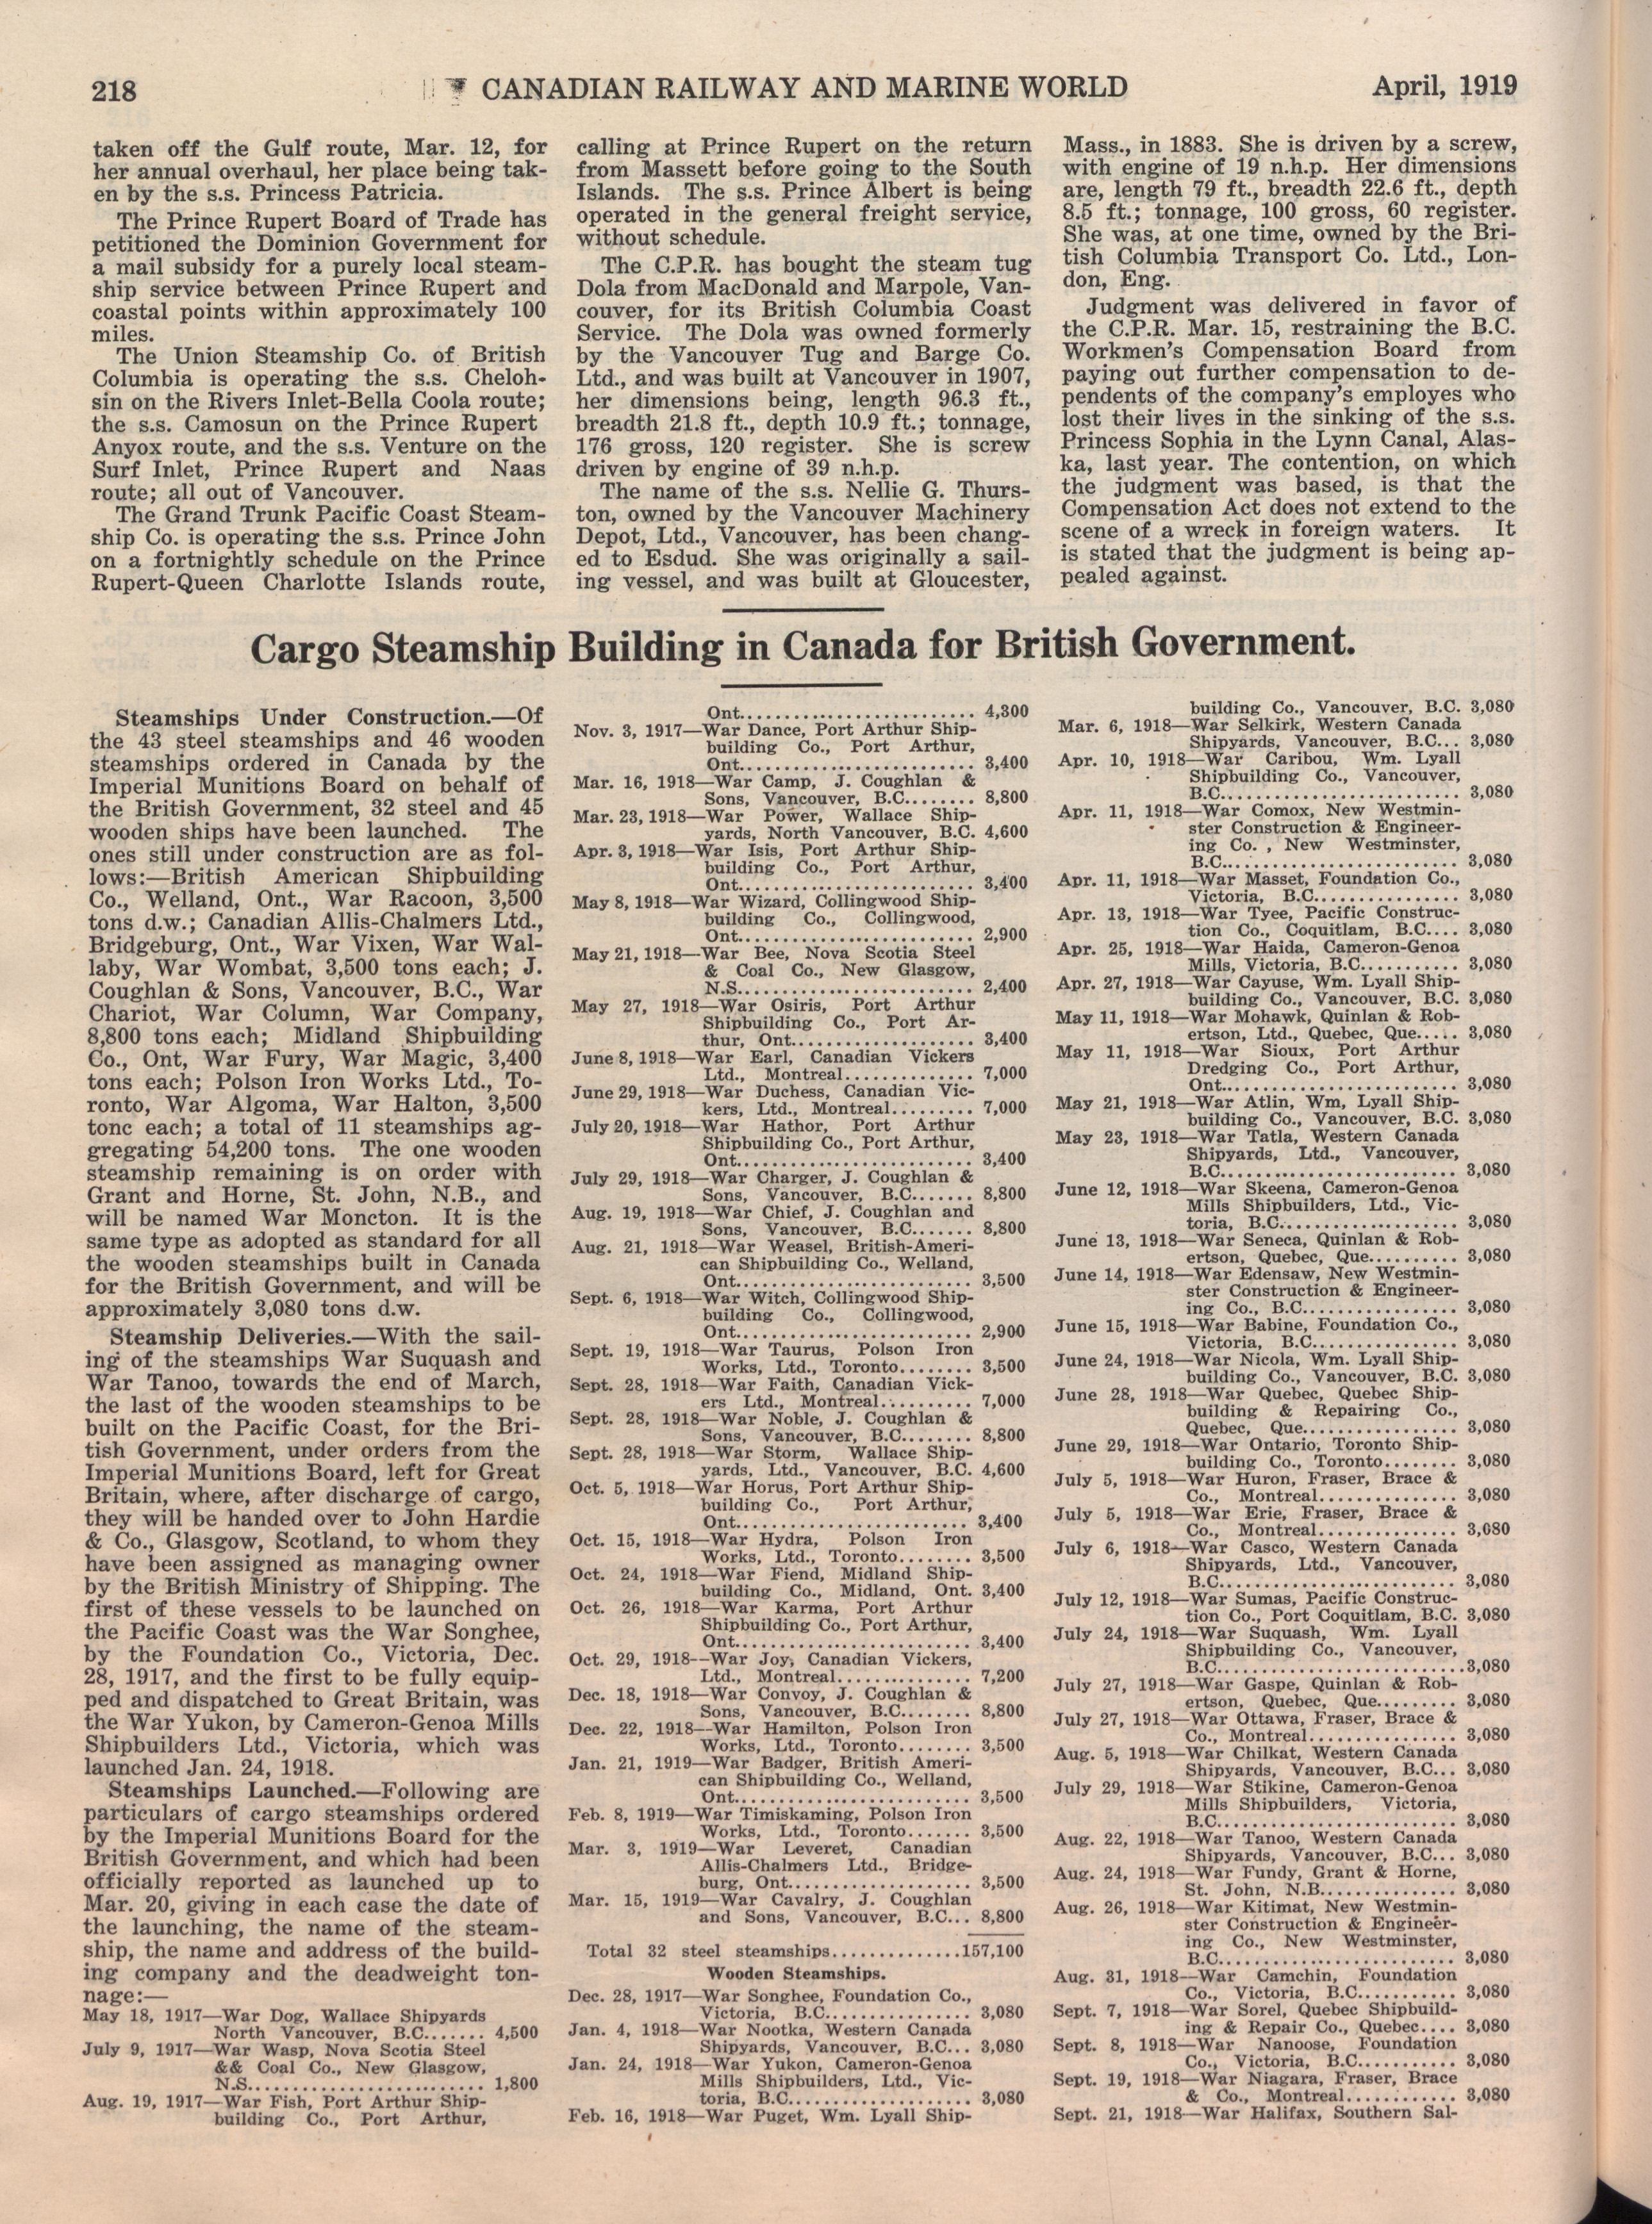 218
CANADIAN RAILWAY AND MARINE WORLD
April, 1919
taken off the Gulf route, Mar. 12, for
her annual overhaul, her place being tak-
en by the s.s. Princess Patricia.
The Prince Rupert Board of Trade has
petitioned the Dominion Government for
a mail subsidy for a purely local steam-
ship service between Prince Rupert and
coastal points within approximately 100
miles.
The Union Steamship Co. of British
Columbia is operating the s.s. Cheloh-
sin on the Rivers Inlet-Bella Coola route;
the s.s. Camosun on the Prince Rupert
Anyox route, and the s.s. Venture on the
Surf Inlet, Prince Rupert and Naas
route; all out of Vancouver.
The Grand Trunk Pacific Coast Steam-
ship Co. is operating the s.s. Prince John
on a fortnightly schedule on the Prince
Rupert-Queen Charlotte Islands route,
calling at Prince Rupert on the return
from Massett before going to the South
Islands. The s.s. Prince Albert is being
operated in the general freight service,
without schedule.
The C.P.R. has bought the steam tug
Dola from MacDonald and Marpole, Van-
couver, for its British Columbia Coast
Service. The Dola was owned formerly
by the Vancouver Tug and Barge Co.
Ltd., and was built at Vancouver in 1907,
her dimensions being, length 96.3 ft.,
breadth 21.8 ft., depth 10.9 ft.; tonnage,
176 gross, 120 register. She is screw
driven by engine of 39 n.h.p.
The name of the s.s. Nellie G. Thurs-
ton, owned by the Vancouver Machinery
Depot, Ltd., Vancouver, has been chang-
ed to Esdud. She was originally a sail-
ing vessel, and was built at Gloucester,
Mass., in 1883. She is driven by a screw,
with engine of 19 n.h.p. Her dimensions
are, length 79 ft., breadth 22.6 ft., depth
8.5 ft.; tonnage, 100 gross, 60 register.
She was, at one time, owned by the Bri-
tish Columbia Transport Co. Ltd., Lon-
don, Eng.
Judgment was delivered in favor of
the C.P.R. Mar. 15, restraining the B.C.
Workmen's Compensation Board from
paying out further compensation to de-
pendents of the company's employes who
lost their lives in the sinking of the s.s.
Princess Sophia in the Lynn Canal, Alas-
ka, last year. The contention, on which
the judgment was based, is that the
Compensation Act does not extend to the
scene of a wreck in foreign waters. It
is stated that the judgment is being ap-
pealed against.
Cargo Steamship Building in Canada for British Government.
Steamships Under Construction.—Of
the 43 steel steamships and 46 wooden
steamships ordered in Canada by the
Imperial Munitions Board on behalf of
the British Government, 32 steel and 45
wooden ships have been launched. The
ones still under construction are as fol-
lows:—British American Shipbuilding
Co., Welland, Ont., War Racoon, 3,500
tons d.w.; Canadian Allis-Chalmers Ltd.,
Bridgeburg, Ont., War Vixen, War Wal-
laby, War Wombat, 3,500 tons each; J.
Coughlan & Sons, Vancouver, B.C., War
Chariot, War Column, War Company,
8,800 tons each; Midland Shipbuilding
Co., Ont, War Fury, War Magic, 3,400
tons each; Polson Iron Works Ltd., To-
ronto, War Algoma, War Halton, 3,500
tonc each; a total of 11 steamships ag-
gregating 54,200 tons. The one wooden
steamship remaining is on order with
Grant and Horne, St. John, N.B., and
will be named War Moncton. It is the
same type as adopted as standard for all
the wooden steamships built in Canada
for the British Government, and will be
approximately 3,080 tons d.w.
Steamship Deliveries.—With the sail-
ing of the steamships War Suquash and
War Tanoo, towards the end of March,
the last of the wooden steamships to be
built on the Pacific Coast, for the Bri-
tish Government, under orders from the
Imperial Munitions Board, left for Great
Britain, where, after discharge of cargo,
they will be handed over to John Hardie
& Co., Glasgow, Scotland, to whom they
have been assigned as managing owner
by the British Ministry of Shipping. The
first of these vessels to be launched on
the Pacific Coast was the War Songhee,
by the Foundation Co., Victoria, Dec.
28, 1917, and the first to be fully equip-
ped and dispatched to Great Britain, was
the War Yukon, by Cameron-Genoa Mills
Shipbuilders Ltd., Victoria, which was
launched Jan. 24, 1918.
Steamships Launched.—Following are
particulars of cargo steamships ordered
by the Imperial Munitions Board for the
British Government, and which had been
officially reported as launched up to
Mar. 20, giving in each case the date of
the launching, the name of the steam-
ship, the name and address of the build-
ing company and the deadweight ton-
nage:—
May 18, 1917—War Dog, Wallace Shipyards
North Vancouver, B.C....... 4,500
July 9, 1917—War Wasp, Nova Scotia Steel
&& Coal Co., New Glasgow,
N.S.......................... 1,800
Aug. 19, 1917—War Fish, Port Arthur Ship-
building Co., Port Arthur,
Ont.......................... 4,300
Nov. 3, 1917—War Dance, Port Arthur Ship-
building Co., Port Arthur,
Ont.......................... 3,400
Mar. 16, 1918—War Camp, J. Coughlan &
Sons, Vancouver, B.C........ 8,800
Mar. 23, 1918—War Power, Wallace Ship-
yards, North Vancouver, B.C. 4,600
Apr. 3, 1918—War Isis, Port Arthur Ship-
building Co., Port Arthur,
Ont.......................... 3,400
May 8, 1918—War Wizard, Collingwood Ship-
building Co., Collingwood,
Ont.......................... 2,900
May 21, 1918—War Bee, Nova Scotia Steel
& Coal Co., New Glasgow,
N.S.......................... 2,400
May 27, 1918—War Osiris, Port Arthur
Shipbuilding Co., Port Ar-
thur, Ont.................... 3,400
June 8, 1918—War Earl, Canadian Vickers
Ltd., Montreal.............. 7,000
June 29, 1918—War Duchess, Canadian Vic-
kers, Ltd., Montreal......... 7,000
July 20, 1918—War Hathor, Port Arthur
Shipbuilding Co., Port Arthur,
Ont.......................... 3,400
July 29, 1918—War Charger, J. Coughlan &
Sons, Vancouver, B.C....... 8,800
Aug. 19, 1918—War Chief, J. Coughlan and
Sons, Vancouver, B.C....... 8,800
Aug. 21, 1918—War Weasel, British-Ameri-
can Shipbuilding Co., Welland,
Ont.......................... 3,500
Sept. 6, 1918—War Witch, Collingwood Ship-
building Co., Collingwood,
Ont.......................... 2,900
Sept. 19, 1918—War Taurus, Polson Iron
Works, Ltd., Toronto........ 3,500
Sept. 28, 1918—War Faith, Canadian Vick-
ers Ltd., Montreal.......... 7,000
Sept. 28, 1918—War Noble, J. Coughlan &
Sons, Vancouver, B.C........ 8,800
Sept. 28, 1918—War Storm, Wallace Ship-
yards, Ltd., Vancouver, B.C. 4,600
Oct. 5, 1918—War Horus, Port Arthur Ship-
building Co., Port Arthur,
Ont.......................... 3,400
Oct. 15, 1918—War Hydra, Polson Iron
Works, Ltd., Toronto........ 3,500
Oct. 24, 1918—War Fiend, Midland Ship-
building Co., Midland, Ont. 3,400
Oct. 26, 1918—War Karma, Port Arthur
Shipbuilding Co., Port Arthur,
Ont.......................... 3,400
Oct. 29, 1918--War Joy, Canadian Vickers,
Ltd., Montreal............... 7,200
Dec. 18, 1918—War Convoy, J. Coughlan &
Sons, Vancouver, B.C........ 8,800
Dec. 22, 1918--War Hamilton, Polson Iron
Works, Ltd., Toronto........ 3,500
Jan. 21, 1919—War Badger, British Ameri-
can Shipbuilding Co., Welland,
Ont.......................... 3,500
Feb. 8, 1919—War Timiskaming, Polson Iron
Works, Ltd., Toronto....... 3,500
Mar. 3, 1919—War Leveret, Canadian
Allis-Chalmers Ltd., Bridge-
burg, Ont................... 3,500
Mar. 15, 1919—War Cavalry, J. Coughlan
and Sons, Vancouver, B.C... 8,800
Total 32 steel steamships..............157,100
Wooden Steamships.
Dec. 28, 1917—War Songhee, Foundation Co.,
Victoria, B.C................ 3,080
Jan. 4, 1918—War Nootka, Western Canada
Shipyards, Vancouver, B.C... 3,080
Jan. 24, 1918—War Yukon, Cameron-Genoa
Mills Shipbuilders, Ltd., Vic-
toria, B.C.................... 3,080
Feb. 16, 1918—War Puget, Wm. Lyall Ship-
building Co., Vancouver, B.C. 3,080
Mar. 6, 1918—War Selkirk, Western Canada
Shipyards, Vancouver, B.C... 3,080
Apr. 10, 1918—War Caribou, Wm. Lyall
Shipbuilding Co., Vancouver,
B.C.......................... 3,080
Apr. 11, 1918—War Comox, New Westmin-
ster Construction & Engineer-
ing Co. , New Westminster,
B.C.......................... 3,080
Apr. 11, 1918—War Masset, Foundation Co.,
Victoria, B.C................ 3,080
Apr. 13, 1918—War Tyee, Pacific Construc-
tion Co., Coquitlam, B.C.... 3,080
Apr. 25, 1918—War Haida, Cameron-Genoa
Mills, Victoria, B.C........... 3,080
Apr. 27, 1918—War Cayuse, Wm. Lyall Ship-
building Co., Vancouver, B.C. 3,080
May 11, 1918—War Mohawk, Quinlan & Rob-
ertson, Ltd., Quebec, Que..... 3,080
May 11, 1918—War Sioux, Port Arthur
Dredging Co., Port Arthur,
Ont.......................... 3,080
May 21, 1918—War Atlin, Wm, Lyall Ship-
building Co., Vancouver, B.C. 3,080
May 23, 1918—War Tatla, Western Canada
Shipyards, Ltd., Vancouver,
B.C.......................... 3,080
June 12, 1918—War Skeena, Cameron-Genoa
Mills Shipbuilders, Ltd., Vic-
toria, B.C.................... 3,080
June 13, 1918—War Seneca, Quinlan & Rob-
ertson, Quebec, Que.......... 3,080
June 14, 1918—War Edensaw, New Westmin-
ster Construction & Engineer-
ing Co., B.C................. 3,080
June 15, 1918—War Babine, Foundation Co.,
Victoria, B.C................ 3,080
June 24, 1918—War Nicola, Wm. Lyall Ship-
building Co., Vancouver, B.C. 3,080
June 28, 1918—War Quebec, Quebec Ship-
building & Repairing Co.,
Quebec, Que................. 3,080
June 29, 1918—War Ontario, Toronto Ship-
building Co., Toronto........ 3,080
July 5, 1918—War Huron, Fraser, Brace &
Co., Montreal............... 3,080
July 5, 1918—War Erie, Fraser, Brace &
Co., Montreal............... 3,080
July 6, 1918—War Casco, Western Canada
Shipyards, Ltd., Vancouver,
B.C.......................... 3,080
July 12, 1918—War Sumas, Pacific Construc-
tion Co., Port Coquitlam, B.C. 3,080
July 24, 1918—War Suquash, Wm. Lyall
Shipbuilding Co., Vancouver,
B.C..........................3,080
July 27, 1918—War Gaspe, Quinlan & Rob-
ertson, Quebec, Que......... 3,080
July 27, 1918—War Ottawa, Fraser, Brace &
Co., Montreal................ 3,080
Aug. 5, 1918—War Chilkat, Western Canada
Shipyards, Vancouver, B.C... 3,080
July 29, 1918—War Stikine, Cameron-Genoa
Mills Shipbuilders, Victoria,
B.C.......................... 3,080
Aug. 22, 1918—War Tanoo, Western Canada
Shipyards, Vancouver, B.C... 3,080
Aug. 24, 1918—War Fundy, Grant & Horne,
St. John, N.B............... 3,080
Aug. 26, 1918—War Kitimat, New Westmin-
ster Construction & Engineer-
ing Co., New Westminster,
B.C.......................... 3,080
Aug. 31, 1918—War Camchin, Foundation
Co., Victoria, B.C........... 3,080
Sept. 7, 1918—War Sorel, Quebec Shipbuild-
ing & Repair Co., Quebec.... 3,080
Sept. 8, 1918—War Nanoose, Foundation
Co., Victoria, B.C........... 3,080
Sept. 19, 1918—War Niagara, Fraser, Brace
& Co., Montreal............ 3,080
Sept. 21, 1918—War Halifax, Southern Sal-